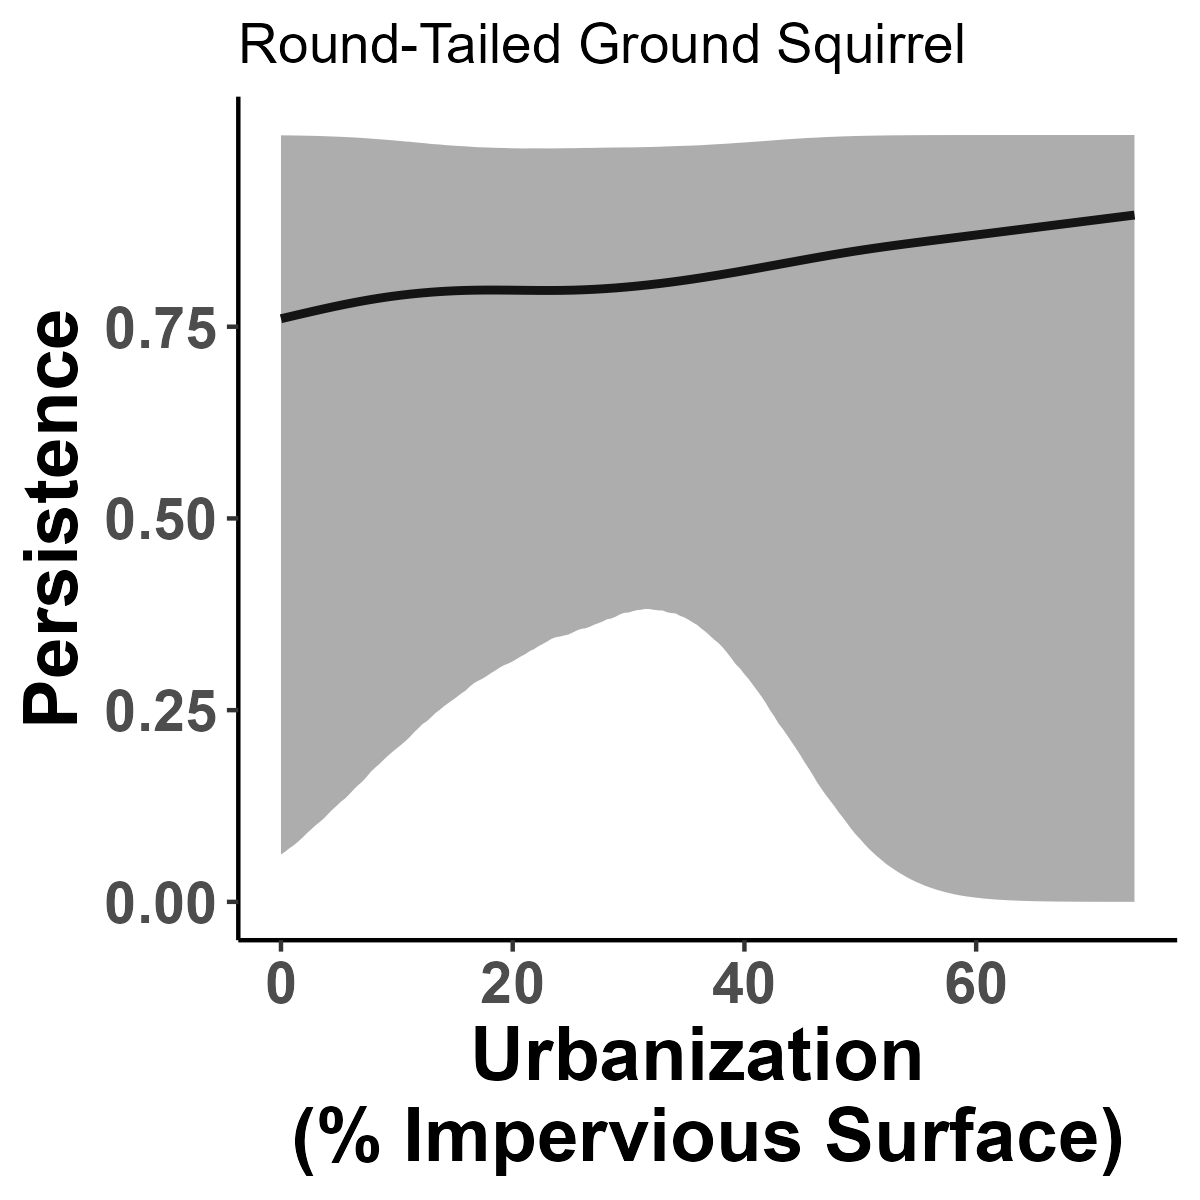 Round-Tailed Ground Squirrel
Persistence
0.75
0.50
0.25
0.00
0 20 40 60
Urbanization
(% Impervious Surface)